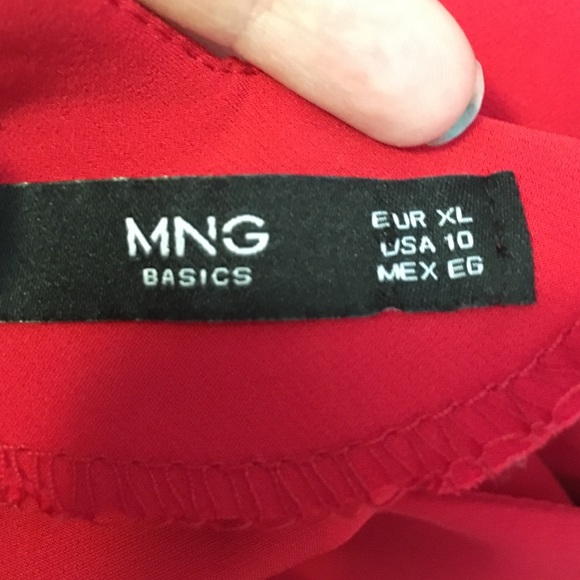 MNG
BASICS
EUR XL
USA 10
MEX EG